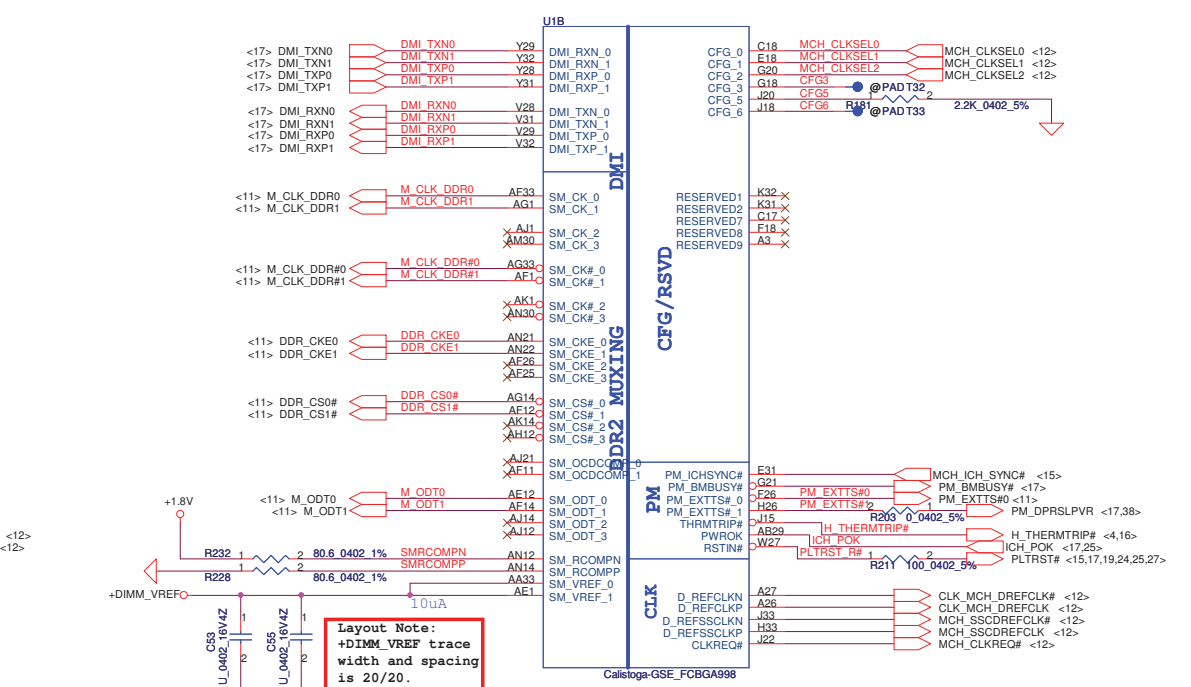 U1B
<17> DMI_TXN0 DMI_TXN0 Y29 DMI_RXN_0
<17> DMI_TXN1 DMI_TXN1 Y32 DMI_RXN_1
<17> DMI_TXP0 DMI_TXP0 Y28 DMI_RXP_0
<17> DMI_TXP1 DMI_TXP1 Y31 DMI_RXP_1
<17> DMI_RXN0 DMI_RXN0 V28 DMI_TXN_0
<17> DMI_RXN1 DMI_RXN1 V31 DMI_TXN_1
<17> DMI_RXP0 DMI_RXP0 V29 DMI_TXP_0
<17> DMI_RXP1 DMI_RXP1 V32 DMI_TXP_1
DMI
<11> M_CLK_DDR0 M_CLK_DDR0 AF33 SM_CK_0
<11> M_CLK_DDR1 M_CLK_DDR1 AG1 SM_CK_1
AJ1 SM_CK_2
AM30 SM_CK_3
<11> M_CLK_DDR#0 M_CLK_DDR#0 AG33 SM_CK#_0
<11> M_CLK_DDR#1 M_CLK_DDR#1 AF1 SM_CK#_1
AK1 SM_CK#_2
AN30 SM_CK#_3
<11> DDR_CKE0 DDR_CKE0 AN21 SM_CKE_0
<11> DDR_CKE1 DDR_CKE1 AN22 SM_CKE_1
AF26 SM_CKE_2
AF25 SM_CKE_3
<11> DDR_CS0# DDR_CS0# AG14 SM_CS#_0
<11> DDR_CS1# DDR_CS1# AF12 SM_CS#_1
AK14 SM_CS#_2
AH12 SM_CS#_3
DDR2 MUXING
AJ21 SM_OCDCOMP_0
AF11 SM_OCDCOMP_1
<11> M_ODT0 M_ODT0 AE12 SM_ODT_0
<11> M_ODT1 M_ODT1 AF14 SM_ODT_1
AJ14 SM_ODT_2
AJ12 SM_ODT_3
+1.8V
<12>
<12>
R232 1 2 80.6_0402_1% SMRCOMPN AN12 SM_RCOMPN
R228 1 2 80.6_0402_1% SMRCOMPP AN14 SM_RCOMPP
AA33 SM_VREF_0
+DIMM_VREF AE1 SM_VREF_1
10uA
C53 1 2 U_0402_16V4Z
C55 1 2 U_0402_16V4Z
Layout Note:
+DIMM_VREF trace
width and spacing
is 20/20.
CFG_0 C18 MCH_CLKSEL0 MCH_CLKSEL0 <12>
CFG_1 E18 MCH_CLKSEL1 MCH_CLKSEL1 <12>
CFG_2 G20 MCH_CLKSEL2 MCH_CLKSEL2 <12>
CFG_3 G18 CFG3 @PAD T32
CFG_5 J20 CFG5 R181 1 2 2.2K_0402_5%
CFG_6 J18 CFG6 @PAD T33
RESERVED1 K32
RESERVED2 K31
RESERVED7 C17
RESERVED8 F18
RESERVED9 A3
CFG/RSVD
PM_ICHSYNC# E31 MCH_ICH_SYNC# <15>
PM_BMBUSY# G21 PM_BMBUSY# <17>
PM_EXTTS#_0 F26 PM_EXTTS#0 PM_EXTTS#0 <11>
PM_EXTTS#_1 H26 PM_EXTTS#1 2 1 R203 0_0402_5% PM_DPRSLPVR <17,38>
THRMTRIP# J15 H_THERMTRIP# H_THERMTRIP# <4,16>
PWROK AB29 ICH_POK ICH_POK <17,25>
RSTIN# W27 PLTRST_R# 1 2 R211 100_0402_5% PLTRST# <15,17,19,24,25,27>
PM
D_REFCLKN A27 CLK_MCH_DREFCLK# <12>
D_REFCLKP A26 CLK_MCH_DREFCLK <12>
D_REFSSCLKN J33 MCH_SSCDREFCLK# <12>
D_REFSSCLKP H33 MCH_SSCDREFCLK <12>
CLKREQ# J22 MCH_CLKREQ# <12>
CLK
Calistoga-GSE_FCBGA998